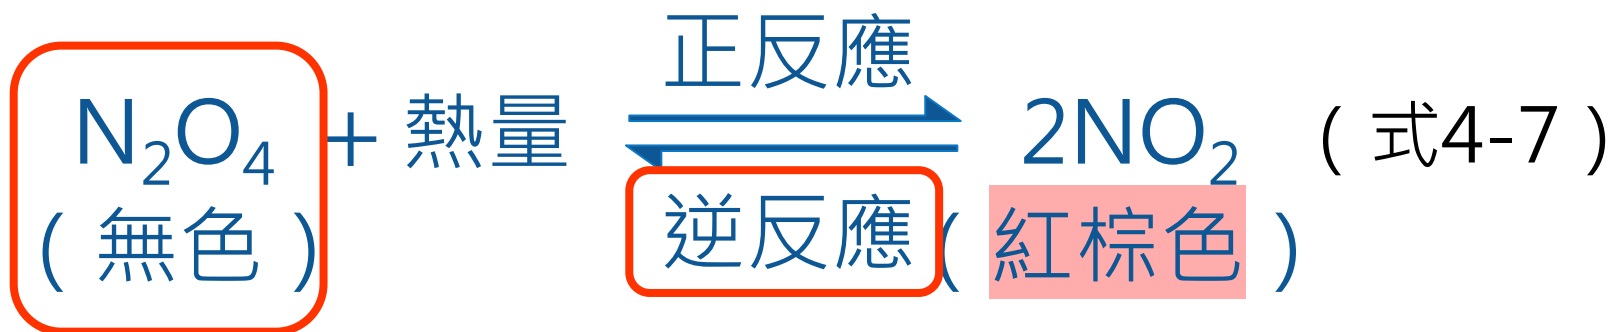 正反應
N₂O₄ + 熱量 ⇌ 2NO₂ (式4-7)
(無色) 逆反應 (紅棕色)